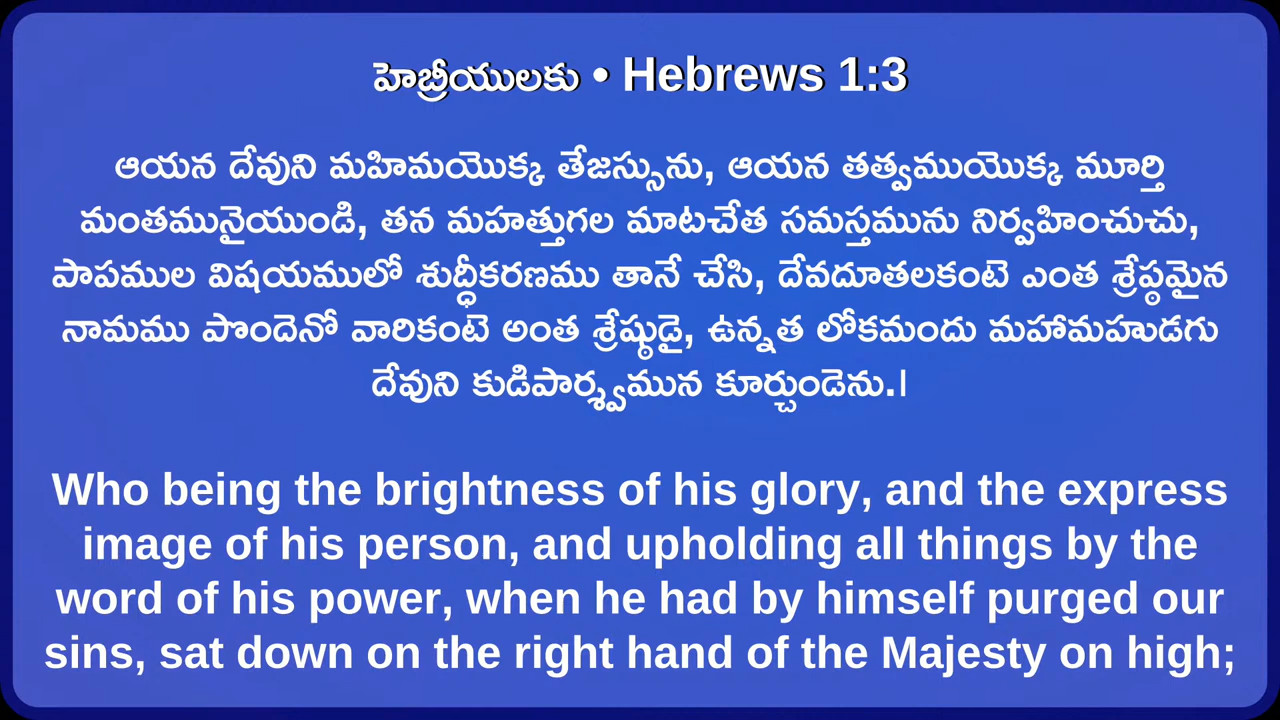 హెబ్రీయులకు • Hebrews 1:3
ఆయన దేవుని మహిమయొక్క తేజస్సును, ఆయన తత్వముయొక్క మూర్తి
మంతమునైయుండి, తన మహత్తుగల మాటచేత సమస్తమును నిర్వహించుచు,
పాపముల విషయములో శుద్ధీకరణము తానే చేసి, దేవదూతలకంటె ఎంత శ్రేప్ఠమైన
నామము పొందెనో వారికంటె అంత శ్రేష్ఠుడై, ఉన్నత లోకమందు మహామహుడగు
దేవుని కుడిపార్శ్వమున కూర్చుండెను.।
Who being the brightness of his glory, and the express
image of his person, and upholding all things by the
word of his power, when he had by himself purged our
sins, sat down on the right hand of the Majesty on high;